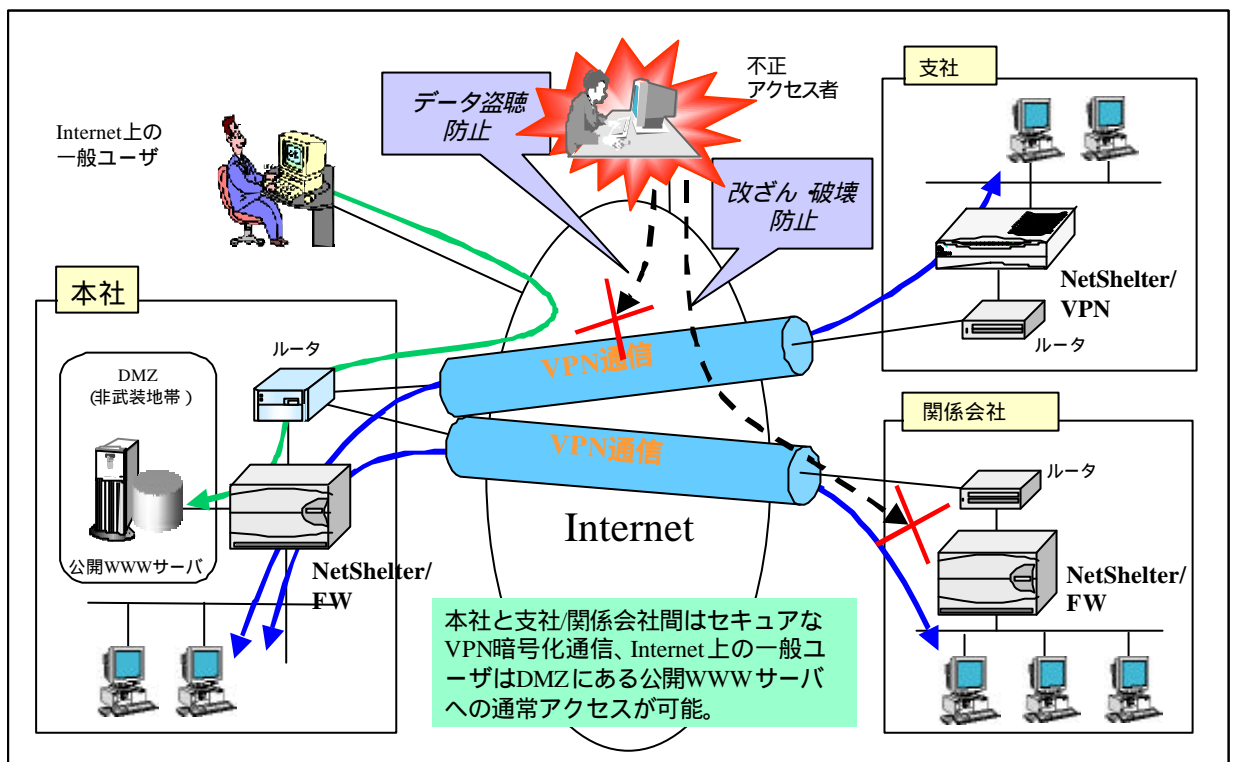 不正
アクセス者
支社
データ盗聴
防止
Internet上の
一般ユーザ
改ざん・破壊
防止
NetShelter/
VPN
ルータ
本社
ルータ
DMZ
(非武装地帯)
VPN通信
関係会社
VPN通信
ルータ
Internet
公開WWWサーバ
NetShelter/
FW
NetShelter/
FW
本社と支社/関係会社間はセキュアな
VPN暗号化通信、Internet上の一般ユ
ーザはDMZにある公開WWWサーバ
への通常アクセスが可能。